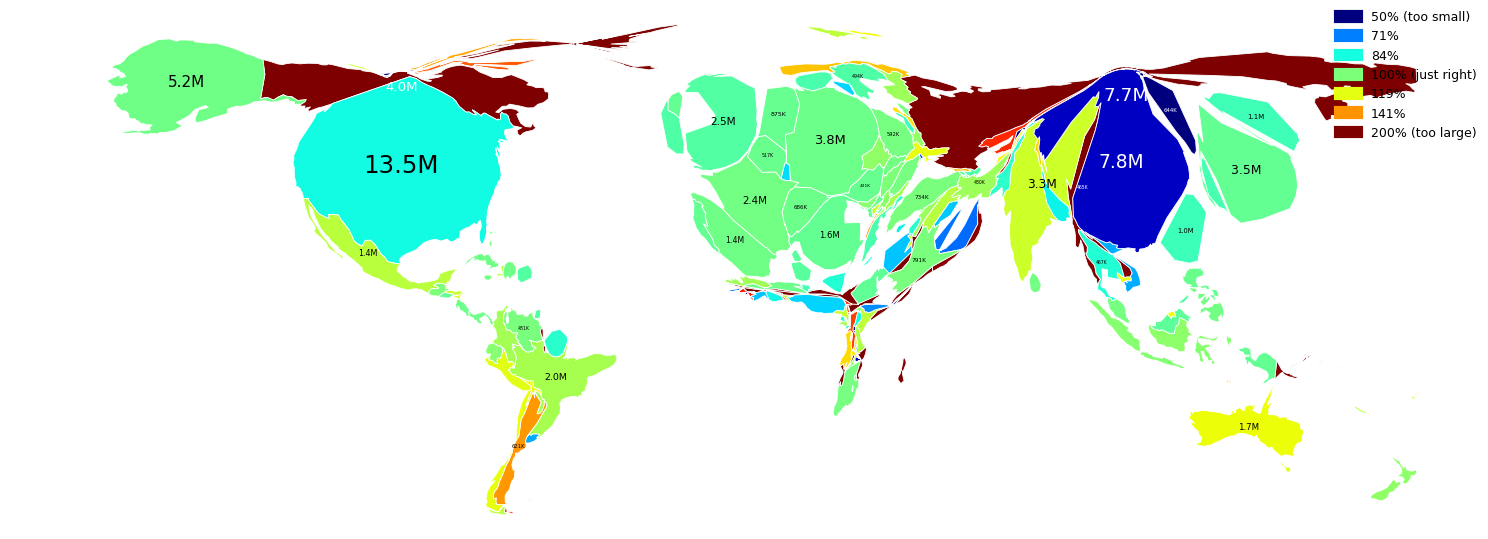 50% (too small)
71%
84%
100% (just right)
119%
141%
200% (too large)
5.2M
4.0M
13.5M
1.4M
2.5M
875K
517K
3.8M
494K
592K
2.4M
686K
1.4M
1.6M
734K
480K
791K
3.3M
465K
7.7M
7.8M
644K
1.1M
3.5M
1.0M
467K
481K
2.0M
621K
1.7M